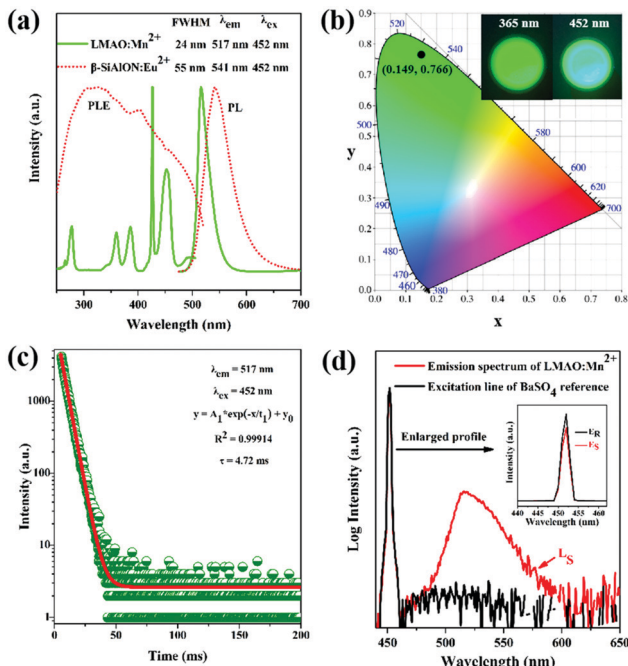 (a)
FWHM λem λex
LMAO:Mn2+ 24 nm 517 nm 452 nm
β-SiAlON:Eu2+ 55 nm 541 nm 452 nm
PLE
PL
Intensity (a.u.)
300 400 500 600 700
Wavelength (nm)
(b)
365 nm 452 nm
(0.149, 0.766)
520
540
580
600
620
700
490
480
470
460
380
y
0.9
0.8
0.7
0.6
0.5
0.4
0.3
0.2
0.1
0.0
0.0 0.1 0.2 0.3 0.4 0.5 0.6 0.7 0.8
x
(c)
λem = 517 nm
λex = 452 nm
y = A1*exp(-x/t1) + y0
R2 = 0.99914
τ = 4.72 ms
Intensity (a.u.)
1000
100
10
1
0 50 100 150 200
Time (ms)
(d)
Emission spectrum of LMAO:Mn2+
Excitation line of BaSO4 reference
Enlarged profile
Intensity (a.u.)
ER
ES
440 445 450 455 460
Wavelength (nm)
LS
Log Intensity (a.u.)
450 500 550 600 650
Wavelength (nm)